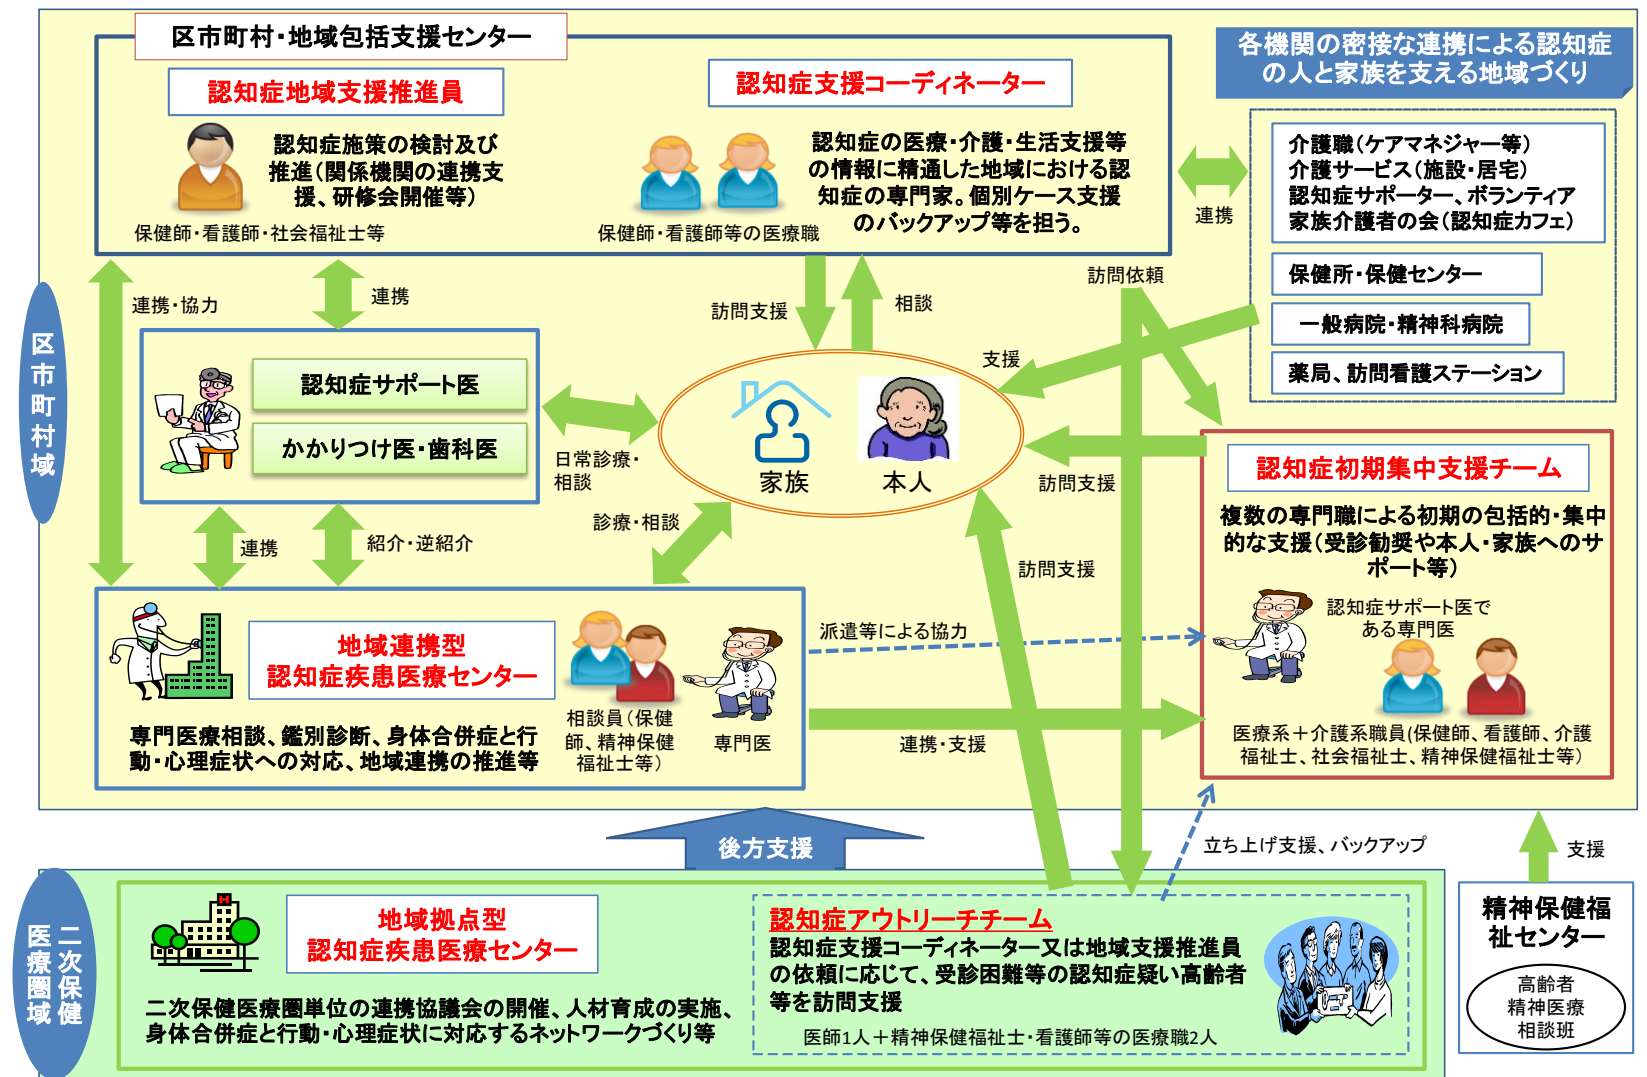 区市町村・地域包括支援センター
各機関の密接な連携による認知症
の人と家族を支える地域づくり
認知症地域支援推進員
認知症施策の検討及び
推進(関係機関の連携支
援、研修会開催等)
保健師・看護師・社会福祉士等
認知症支援コーディネーター
認知症の医療・介護・生活支援等
の情報に精通した地域における認
知症の専門家。個別ケース支援
のバックアップ等を担う。
保健師・看護師等の医療職
連携
介護職(ケアマネジャー等)
介護サービス(施設・居宅)
認知症サポーター、ボランティア
家族介護者の会(認知症カフェ)
保健所・保健センター
一般病院・精神科病院
薬局、訪問看護ステーション
連携・協力
連携
訪問支援
相談
訪問依頼
支援
区市町村域
認知症サポート医
かかりつけ医・歯科医
日常診療・
相談
家族
本人
訪問支援
認知症初期集中支援チーム
複数の専門職による初期の包括的・集中
的な支援(受診勧奨や本人・家族へのサ
ポート等)
認知症サポート医で
ある専門医
医療系+介護系職員(保健師、看護師、介護
福祉士、社会福祉士、精神保健福祉士等)
連携
紹介・逆紹介
診療・相談
訪問支援
地域連携型
認知症疾患医療センター
専門医療相談、鑑別診断、身体合併症と行
動・心理症状への対応、地域連携の推進等
相談員(保健
師、精神保健
福祉士等)
専門医
派遣等による協力
連携・支援
後方支援
立ち上げ支援、バックアップ
支援
二次保健
医療圏域
地域拠点型
認知症疾患医療センター
二次保健医療圏単位の連携協議会の開催、人材育成の実施、
身体合併症と行動・心理症状に対応するネットワークづくり等
認知症アウトリーチチーム
認知症支援コーディネーター又は地域支援推進員
の依頼に応じて、受診困難等の認知症疑い高齢者
等を訪問支援
医師1人+精神保健福祉士・看護師等の医療職2人
精神保健福
祉センター
高齢者
精神医療
相談班